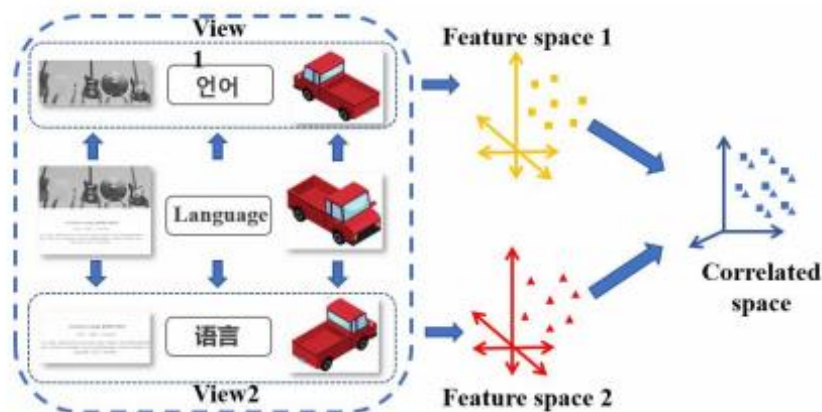 View
1
Feature space 1
언어
Language
Correlated
space
语言
View2
Feature space 2